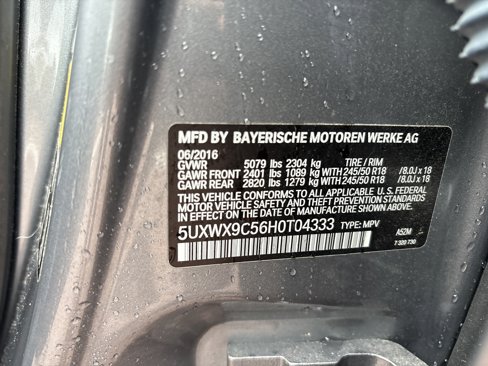 MFD BY BAYERISCHE MOTOREN WERKE AG
06/2016
GVWR 5079 lbs 2304 kg TIRE / RIM
GAWR FRONT 2401 lbs 1089 kg WITH 245/50 R18 /8.0J x 18
GAWR REAR 2820 lbs 1279 kg WITH 245/50 R18 /8.0J x 18
THIS VEHICLE CONFORMS TO ALL APPLICABLE U.S. FEDERAL
SAFETY AND THEFT PREVENTION STANDARDS
IN EFFECT ON THE DATE OF MANUFACTURE SHOWN ABOVE.
5UXWX9C56H0T04333 TYPE: MPV
A52M
7 320 730